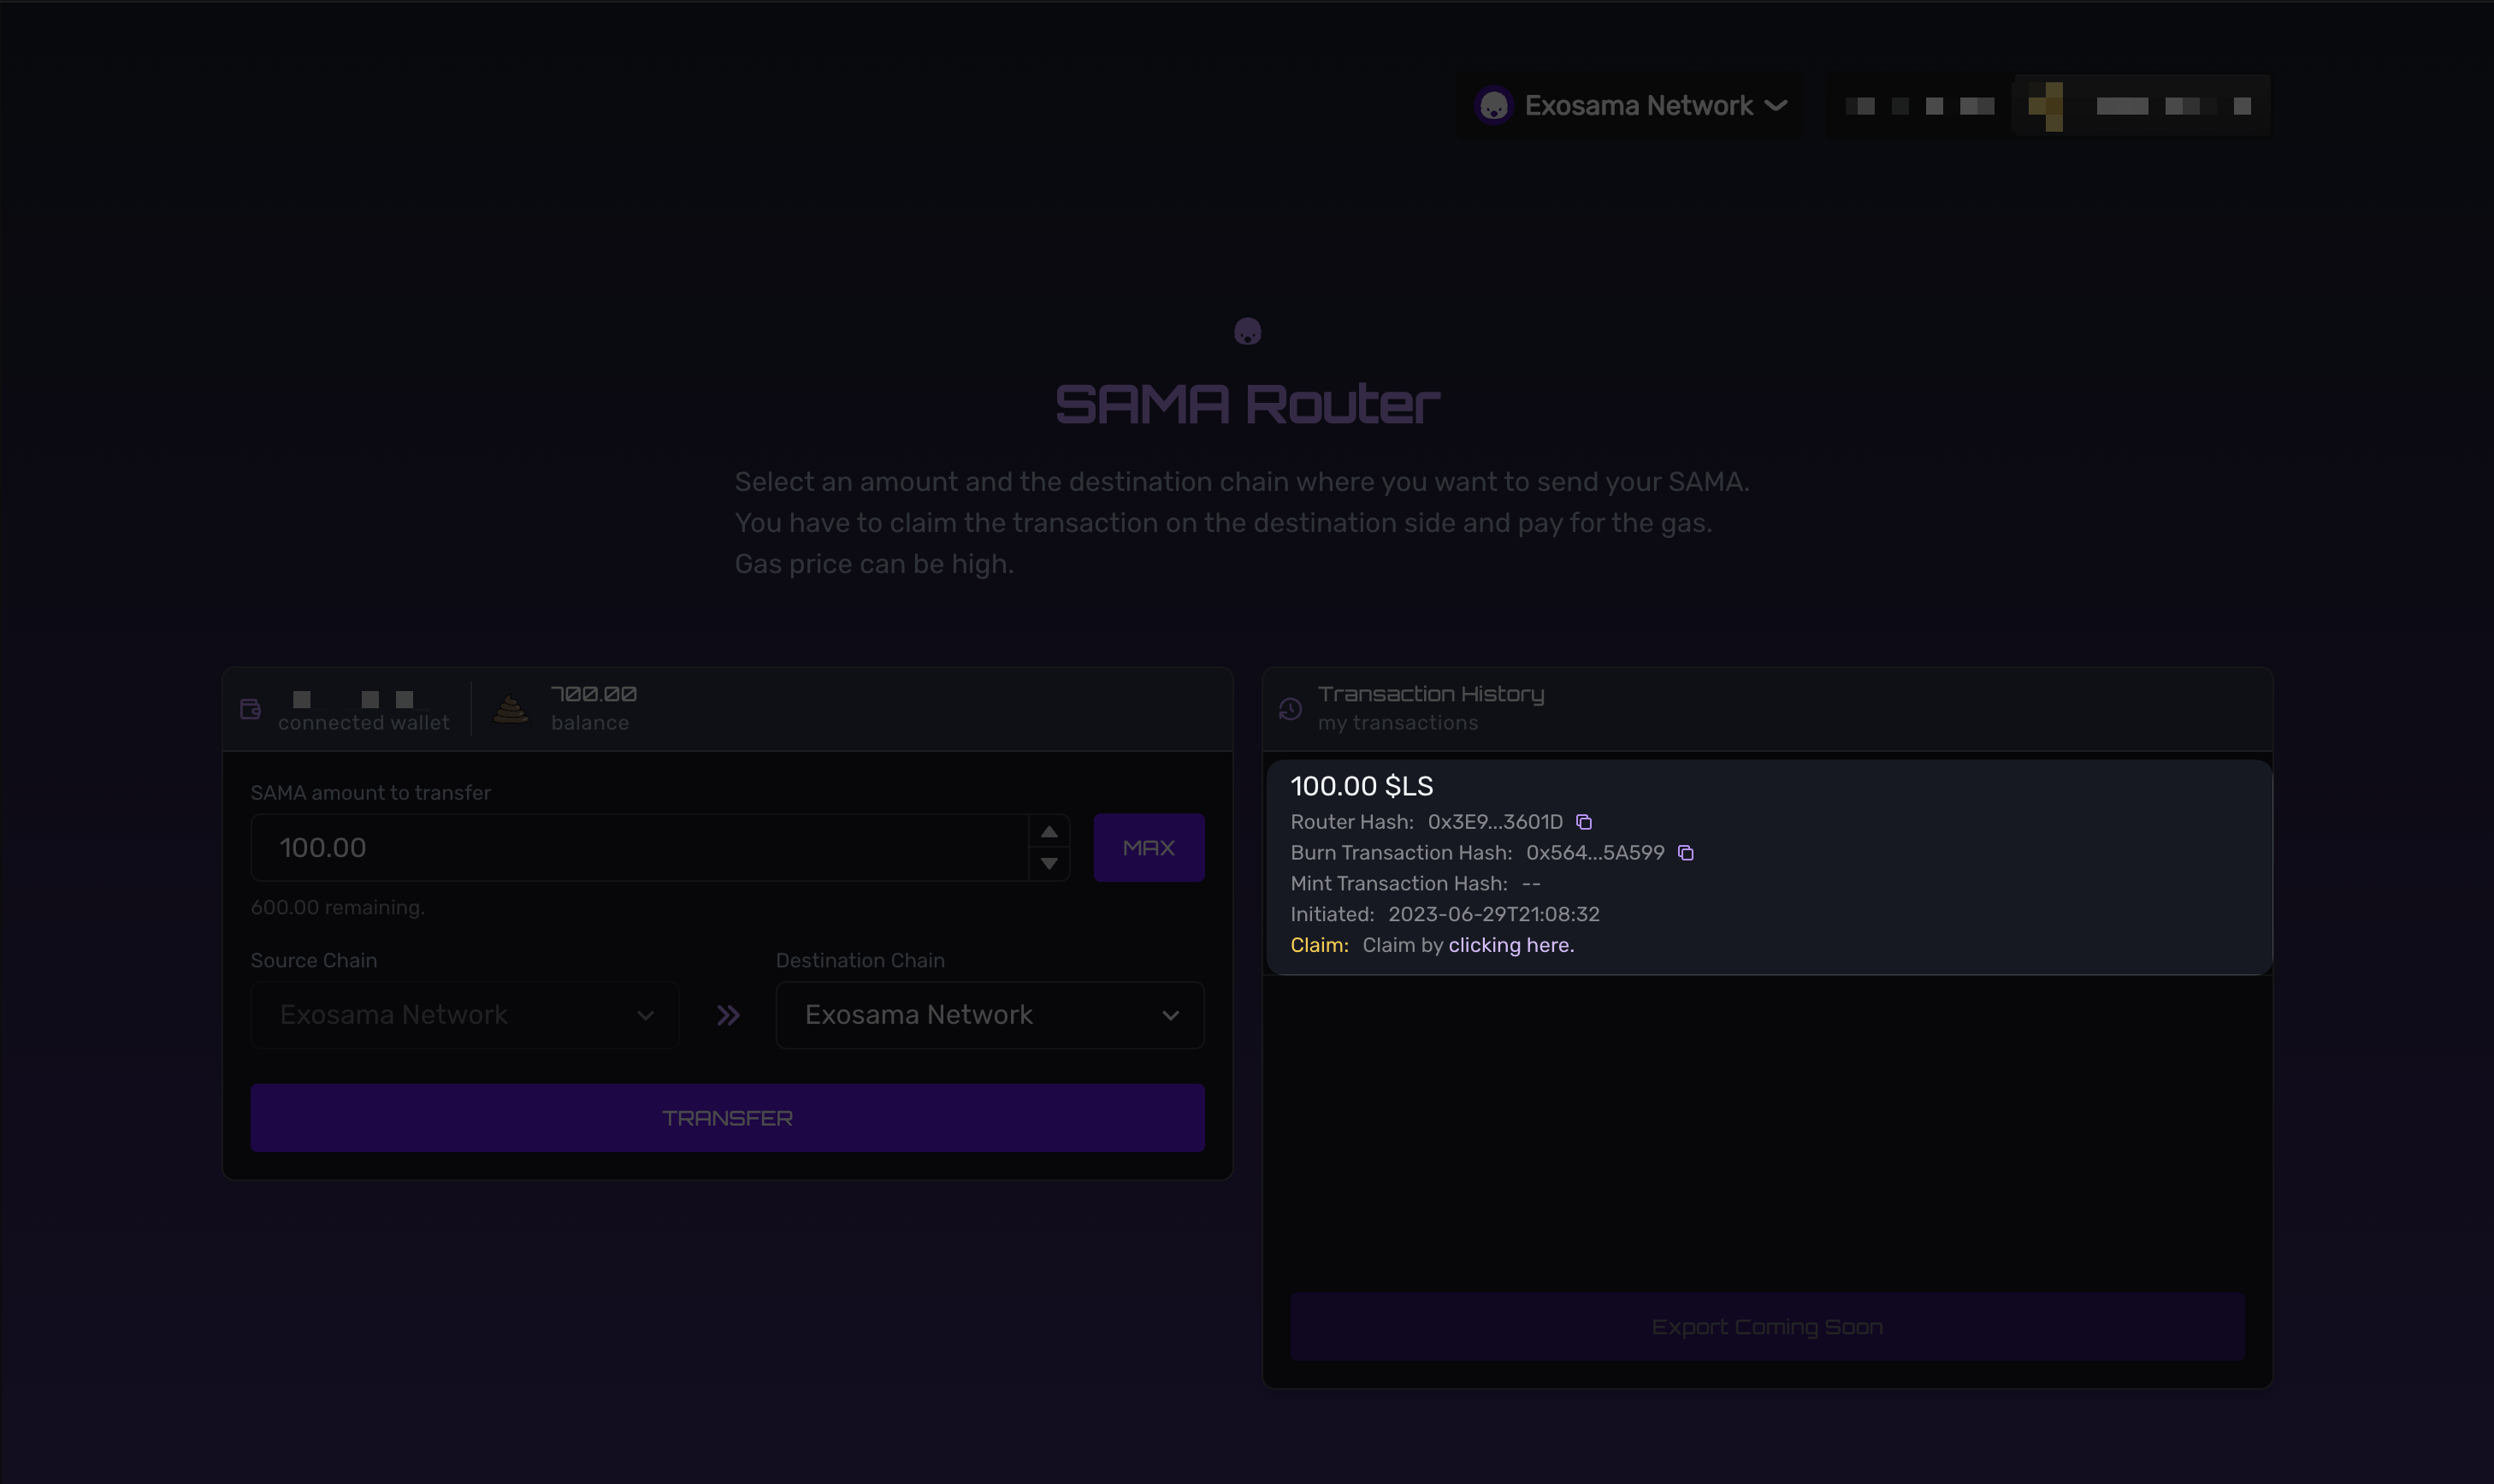 Exosama Network
SAMA Router
Select an amount and the destination chain where you want to send your SAMA.
You have to claim the transaction on the destination side and pay for the gas.
Gas price can be high.
700.00
connected wallet
balance
SAMA amount to transfer
100.00
MAX
600.00 remaining.
Source Chain
Destination Chain
Exosama Network
Exosama Network
TRANSFER
Transaction History
my transactions
100.00 $LS
Router Hash: 0x3E9...3601D
Burn Transaction Hash: 0x564...5A599
Mint Transaction Hash: --
Initiated: 2023-06-29T21:08:32
Claim: Claim by clicking here.
Export Coming Soon